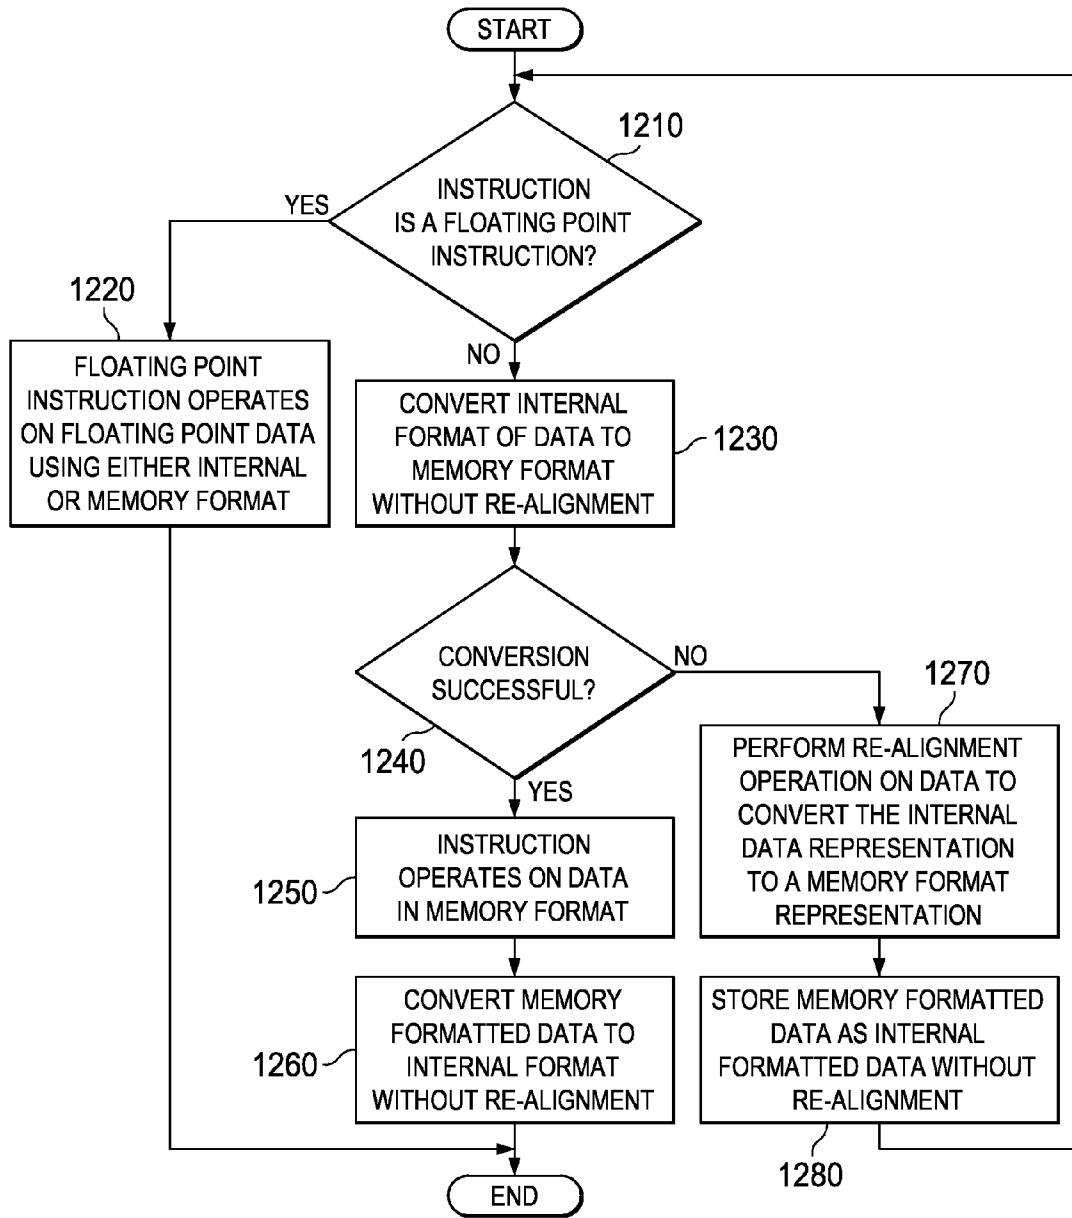 START
1210
INSTRUCTION
IS A FLOATING POINT
INSTRUCTION?
YES
NO
1220
FLOATING POINT
INSTRUCTION OPERATES
ON FLOATING POINT DATA
USING EITHER INTERNAL
OR MEMORY FORMAT
CONVERT INTERNAL
FORMAT OF DATA TO
MEMORY FORMAT
WITHOUT RE-ALIGNMENT
1230
CONVERSION
SUCCESSFUL?
NO
1240
YES
1270
PERFORM RE-ALIGNMENT
OPERATION ON DATA TO
CONVERT THE INTERNAL
DATA REPRESENTATION
TO A MEMORY FORMAT
REPRESENTATION
INSTRUCTION
OPERATES ON DATA
IN MEMORY FORMAT
1250
CONVERT MEMORY
FORMATTED DATA TO
INTERNAL FORMAT
WITHOUT RE-ALIGNMENT
1260
STORE MEMORY FORMATTED
DATA AS INTERNAL
FORMATTED DATA WITHOUT
RE-ALIGNMENT
1280
END